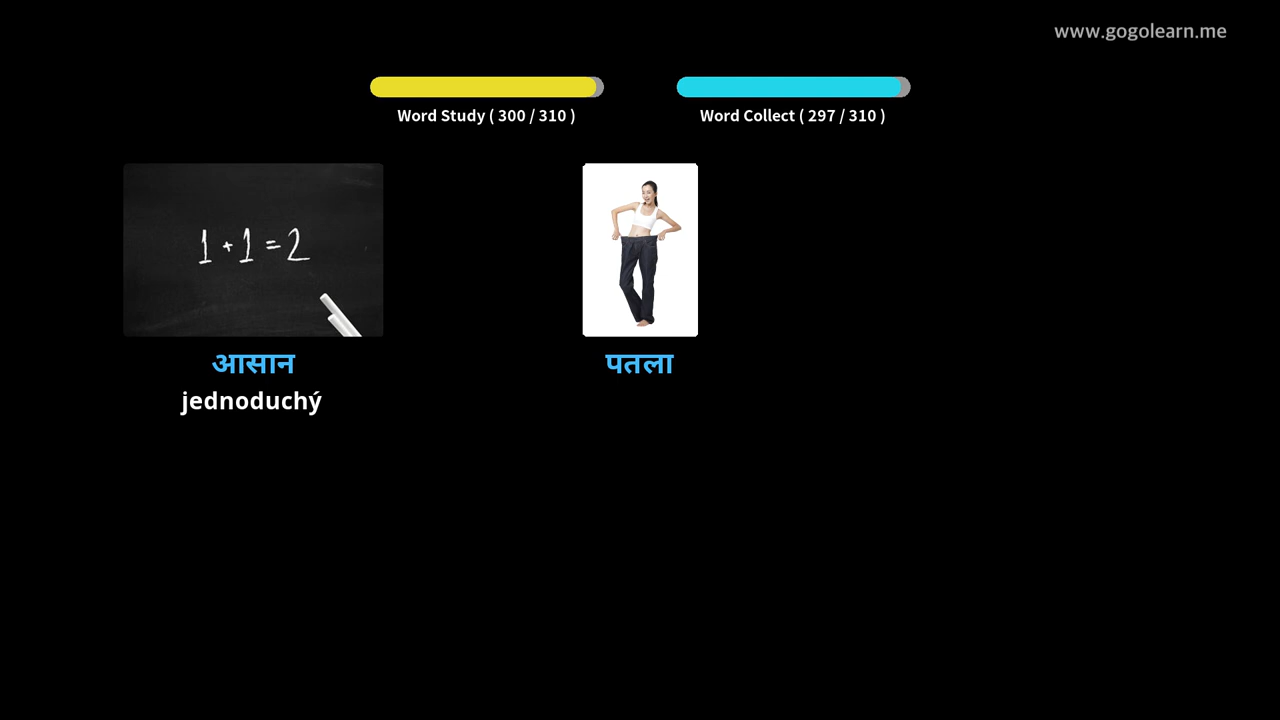 www.gogolearn.me
Word Study ( 300 / 310 )
Word Collect ( 297 / 310 )
1 + 1 = 2
आसान
पतला
jednoduchý